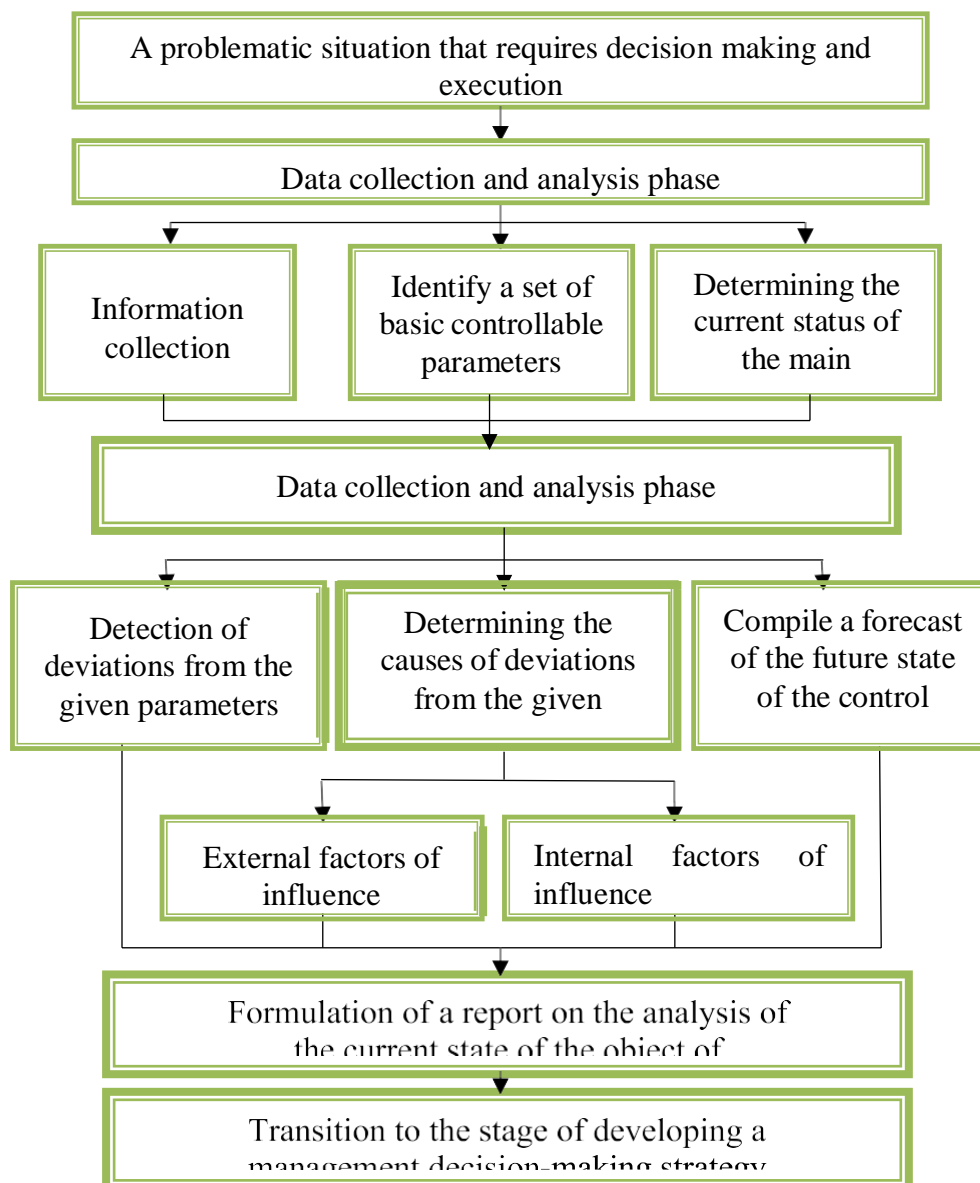 A problematic situation that requires decision making and
execution
Data collection and analysis phase
Information
collection
Identify a set of
basic controllable
parameters
Determining the
current status of
the main
Data collection and analysis phase
Detection of
deviations from the
given parameters
Determining the
causes of deviations
from the given
Compile a forecast
of the future state
of the control
External factors of
influence
Internal factors of
influence
Formulation of a report on the analysis of
the current state of the object of
Transition to the stage of developing a
management decision-making strategy